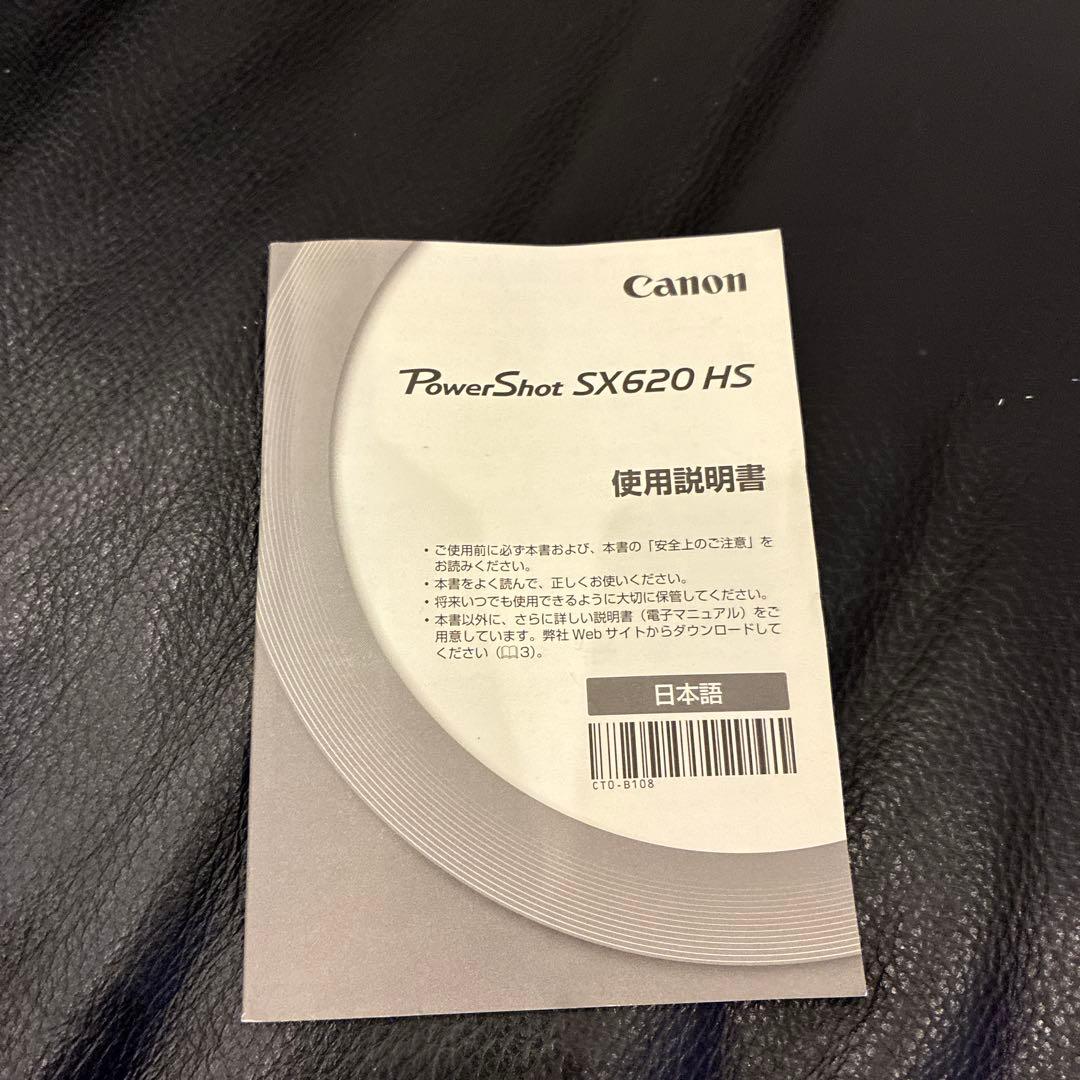 Canon
PowerShot SX620 HS
使用説明書
・ご使用前に必ず本書および、本書の「安全上のご注意」を
お読みください。
・本書をよく読んで、正しくお使いください。
・将来いつでも使用できるように大切に保管してください。
・本書以外に、さらに詳しい説明書（電子マニュアル）をご
用意しています。弊社 Web サイトからダウンロードして
ください（📖3）。
日本語
CT0-B108